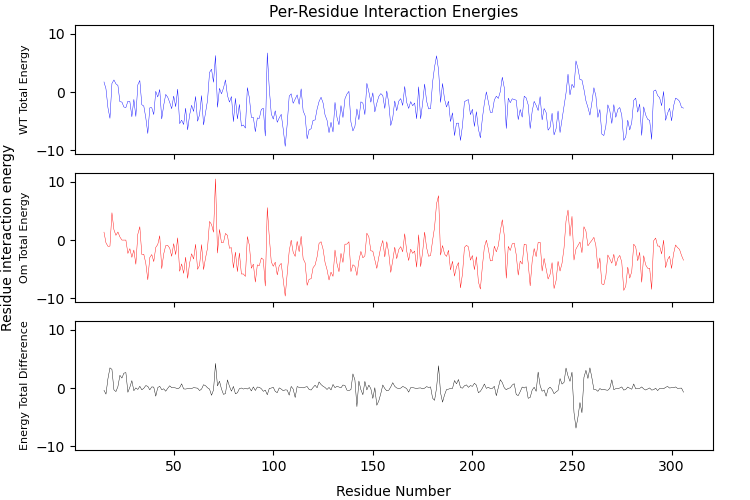 Per-Residue Interaction Energies
Residue interaction energy
WT Total Energy
10
0
−10
Om Total Energy
10
0
−10
Energy Total Difference
10
0
−10
50
100
150
200
250
300
Residue Number